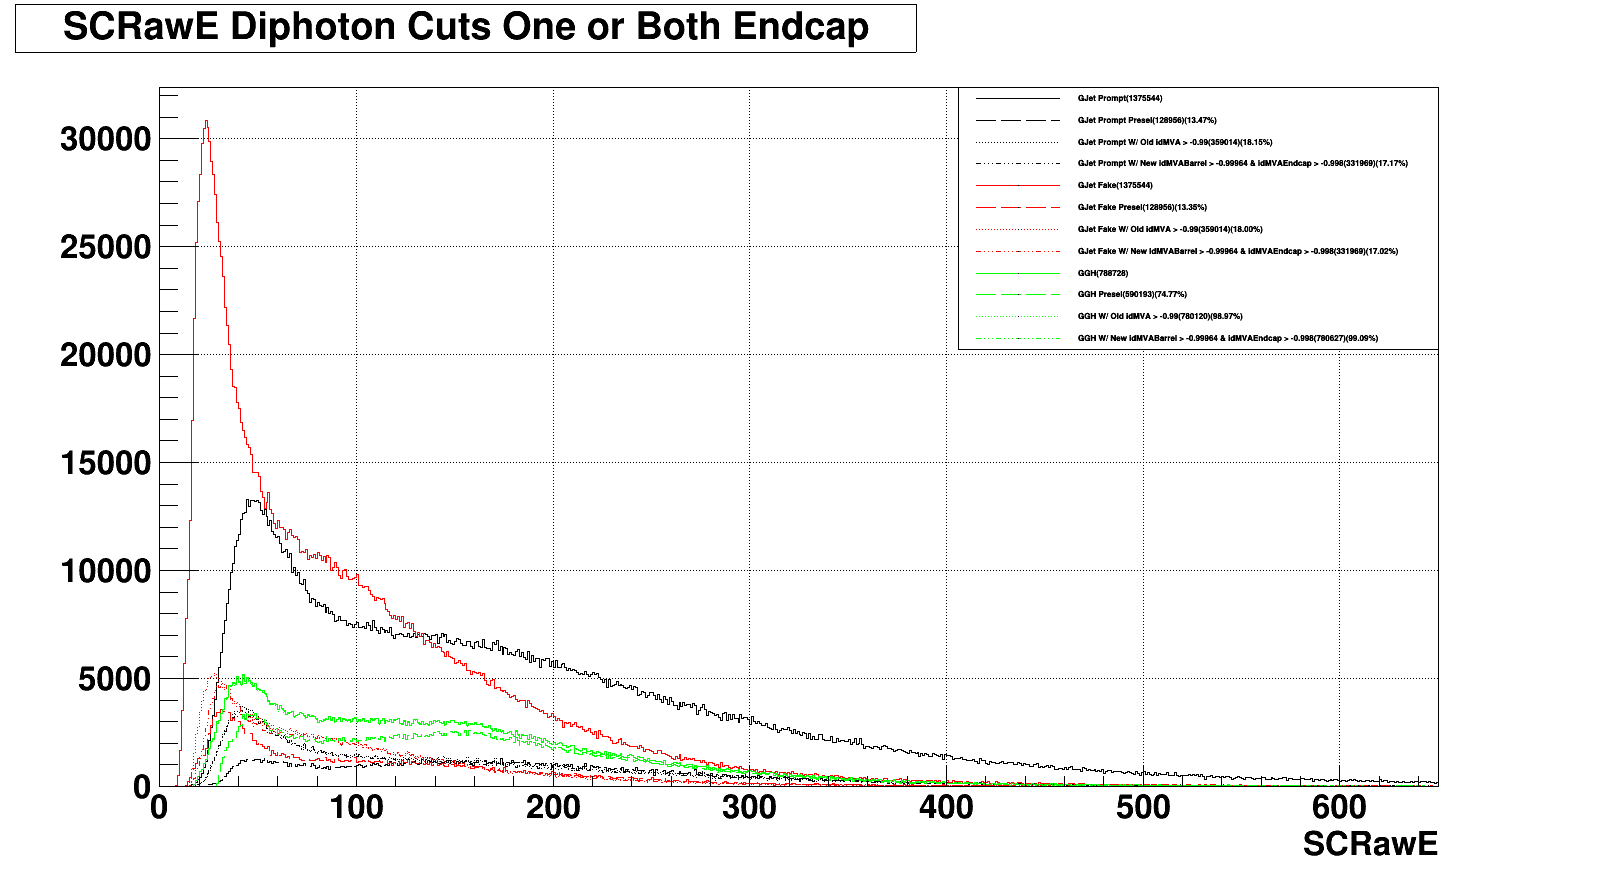 SCRawE Diphoton Cuts One or Both Endcap
GJet Prompt(1375544)
GJet Prompt Presel(128956)(13.47%)
GJet Prompt W/ Old idMVA > -0.99(359014)(18.15%)
GJet Prompt W/ New idMVABarrel > -0.99964 & idMVAEndcap > -0.998(331969)(17.17%)
GJet Fake(1375544)
GJet Fake Presel(128956)(13.35%)
GJet Fake W/ Old idMVA > -0.99(359014)(18.00%)
GJet Fake W/ New idMVABarrel > -0.99964 & idMVAEndcap > -0.998(331969)(17.02%)
GGH(788728)
GGH Presel(590193)(74.77%)
GGH W/ Old idMVA > -0.99(780120)(98.97%)
GGH W/ New idMVABarrel > -0.99964 & idMVAEndcap > -0.998(780627)(99.09%)
30000
25000
20000
15000
10000
5000
0
0 100 200 300 400 500 600
SCRawE